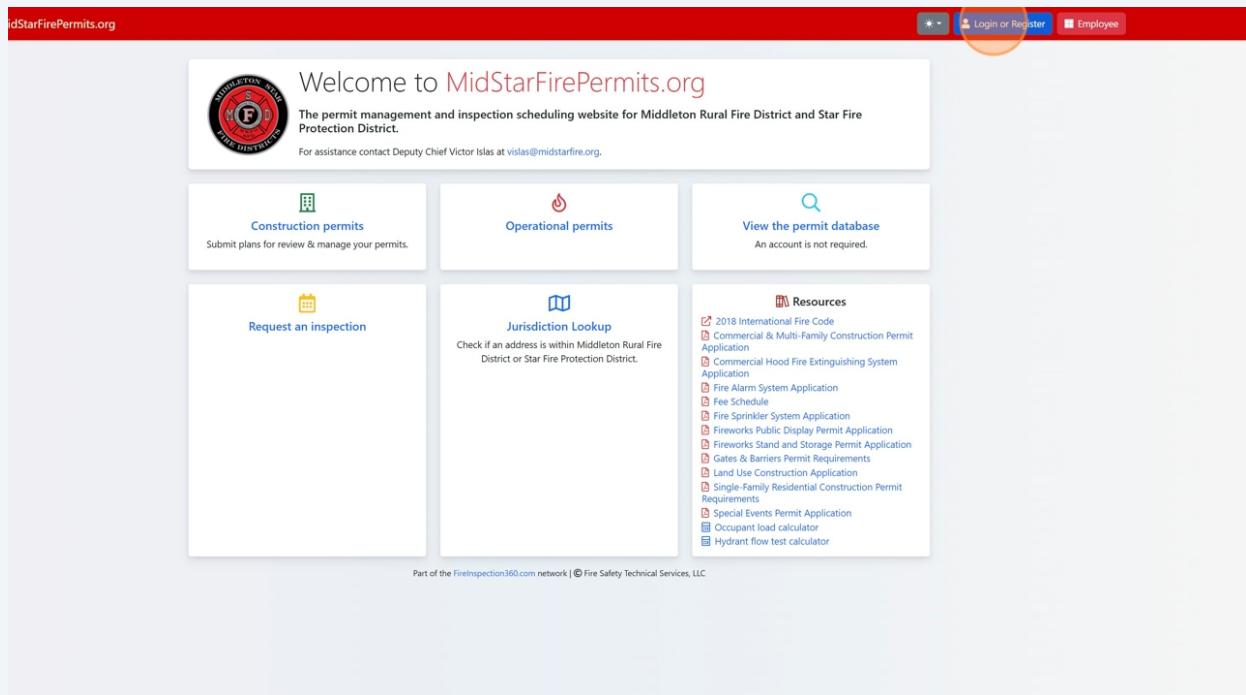 idStarFirePermits.org
Login or Register
Employee
MIDDLETON STAR
FIRE DISTRICTS
M S F D
Welcome to MidStarFirePermits.org
The permit management and inspection scheduling website for Middleton Rural Fire District and Star Fire
Protection District.
For assistance contact Deputy Chief Victor Islas at vislas@midstarfire.org.
Construction permits
Submit plans for review & manage your permits.
Operational permits
View the permit database
An account is not required.
Request an inspection
Jurisdiction Lookup
Check if an address is within Middleton Rural Fire
District or Star Fire Protection District.
Resources
2018 International Fire Code
Commercial & Multi-Family Construction Permit
Application
Commercial Hood Fire Extinguishing System
Application
Fire Alarm System Application
Fee Schedule
Fire Sprinkler System Application
Fireworks Public Display Permit Application
Fireworks Stand and Storage Permit Application
Gates & Barriers Permit Requirements
Land Use Construction Application
Single-Family Residential Construction Permit
Requirements
Special Events Permit Application
Occupant load calculator
Hydrant flow test calculator
Part of the FireInspection360.com network | © Fire Safety Technical Services, LLC